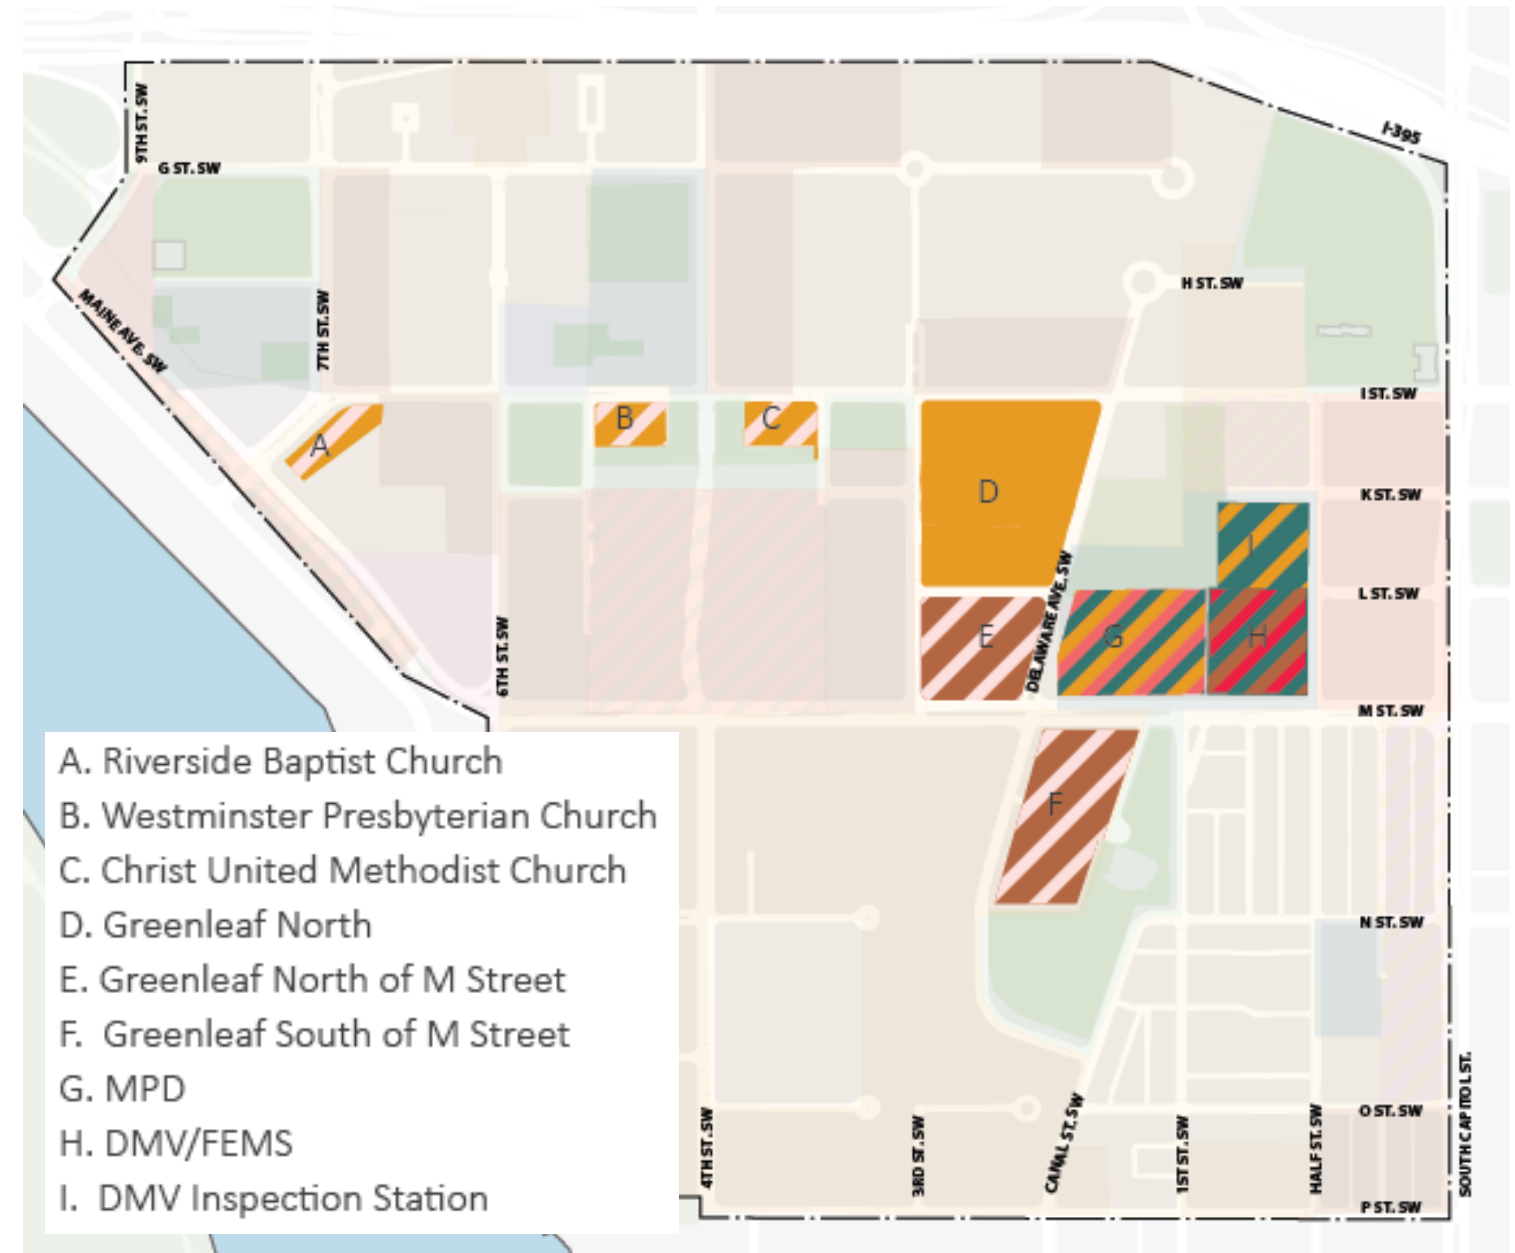 I-395
9TH ST. SW
G ST. SW
H ST. SW
MAINE AVE. SW
7TH ST. SW
I ST. SW
A
B
C
D
K ST. SW
I
L ST. SW
DELAWARE AVE. SW
6TH ST. SW
E
G
H
M ST. SW
F
A. Riverside Baptist Church
B. Westminster Presbyterian Church
C. Christ United Methodist Church
D. Greenleaf North
E. Greenleaf North of M Street
F. Greenleaf South of M Street
G. MPD
H. DMV/FEMS
I. DMV Inspection Station
N ST. SW
O ST. SW
4TH ST. SW
3RD ST. SW
CANAL ST. SW
1ST ST. SW
HALF ST. SW
SOUTH CAPITOL ST.
P ST. SW